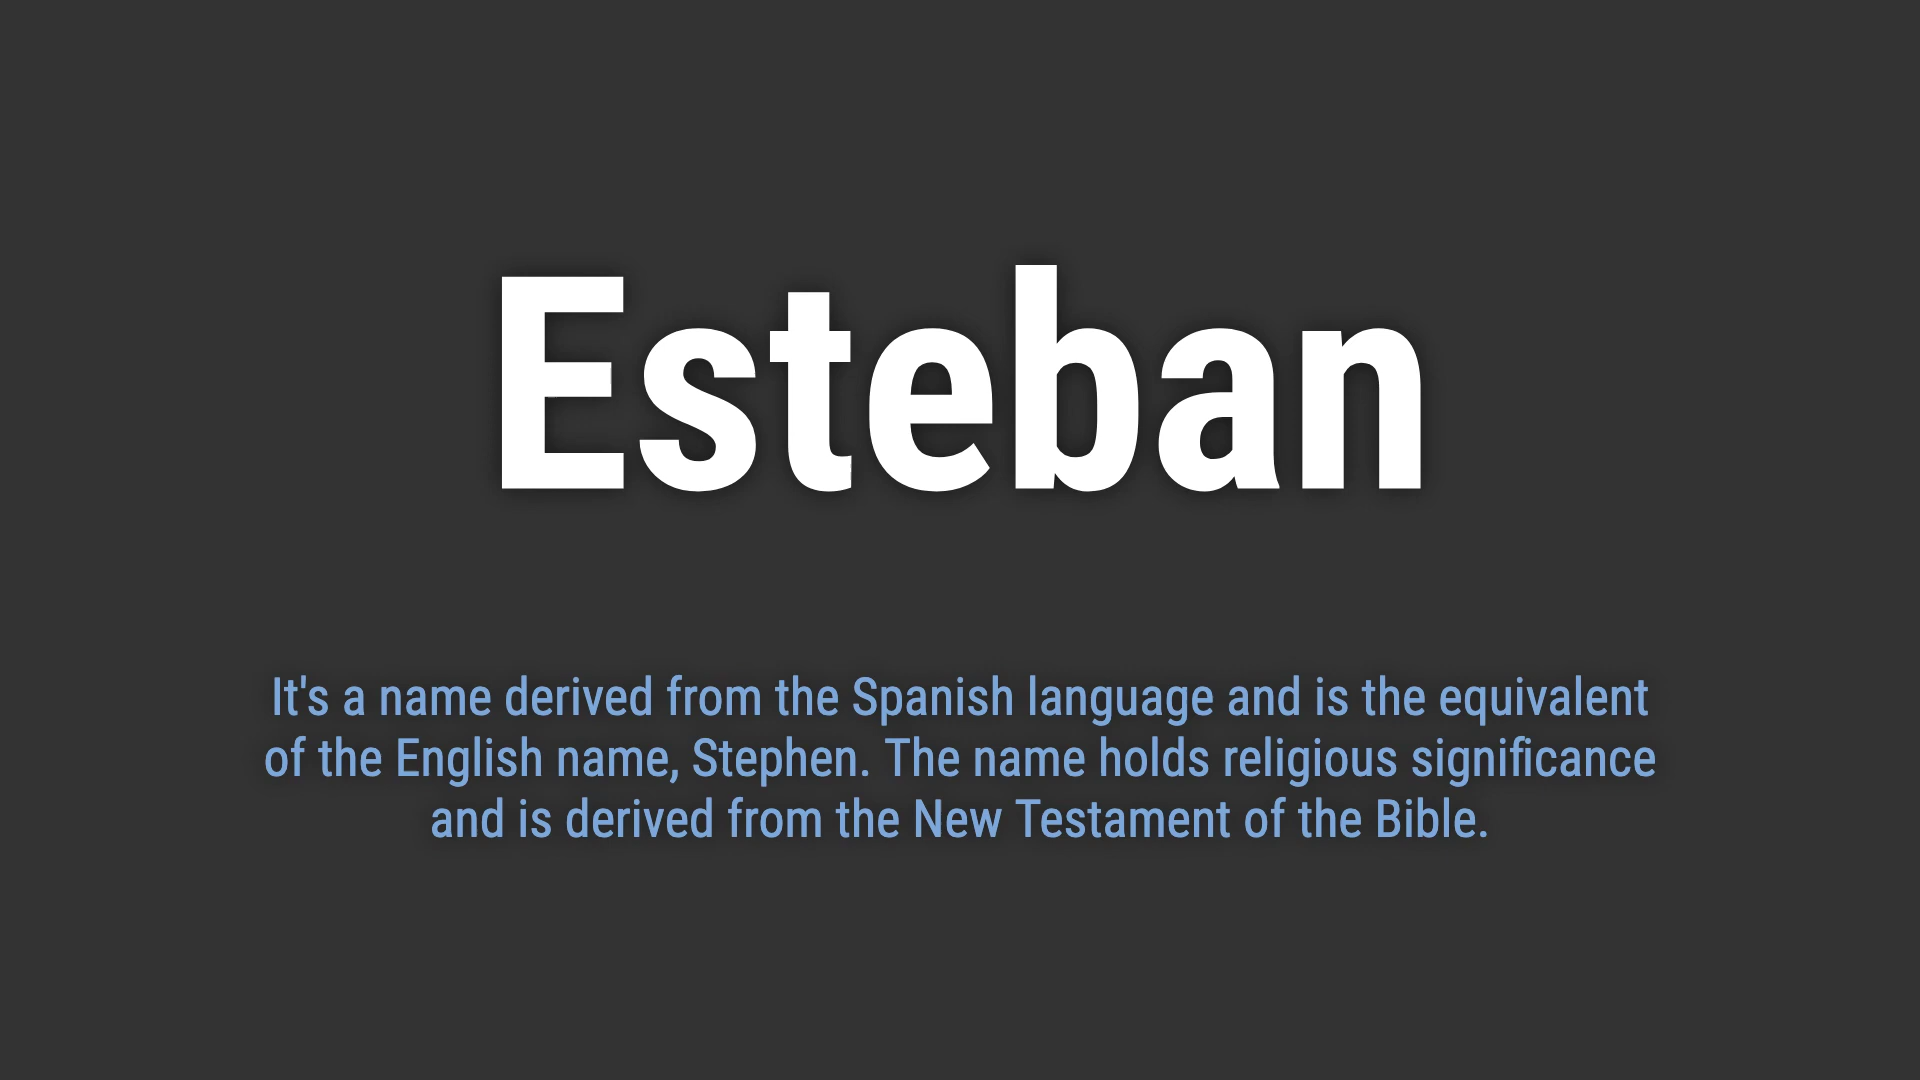 Esteban
It's a name derived from the Spanish language and is the equivalent
of the English name, Stephen. The name holds religious significance
and is derived from the New Testament of the Bible.